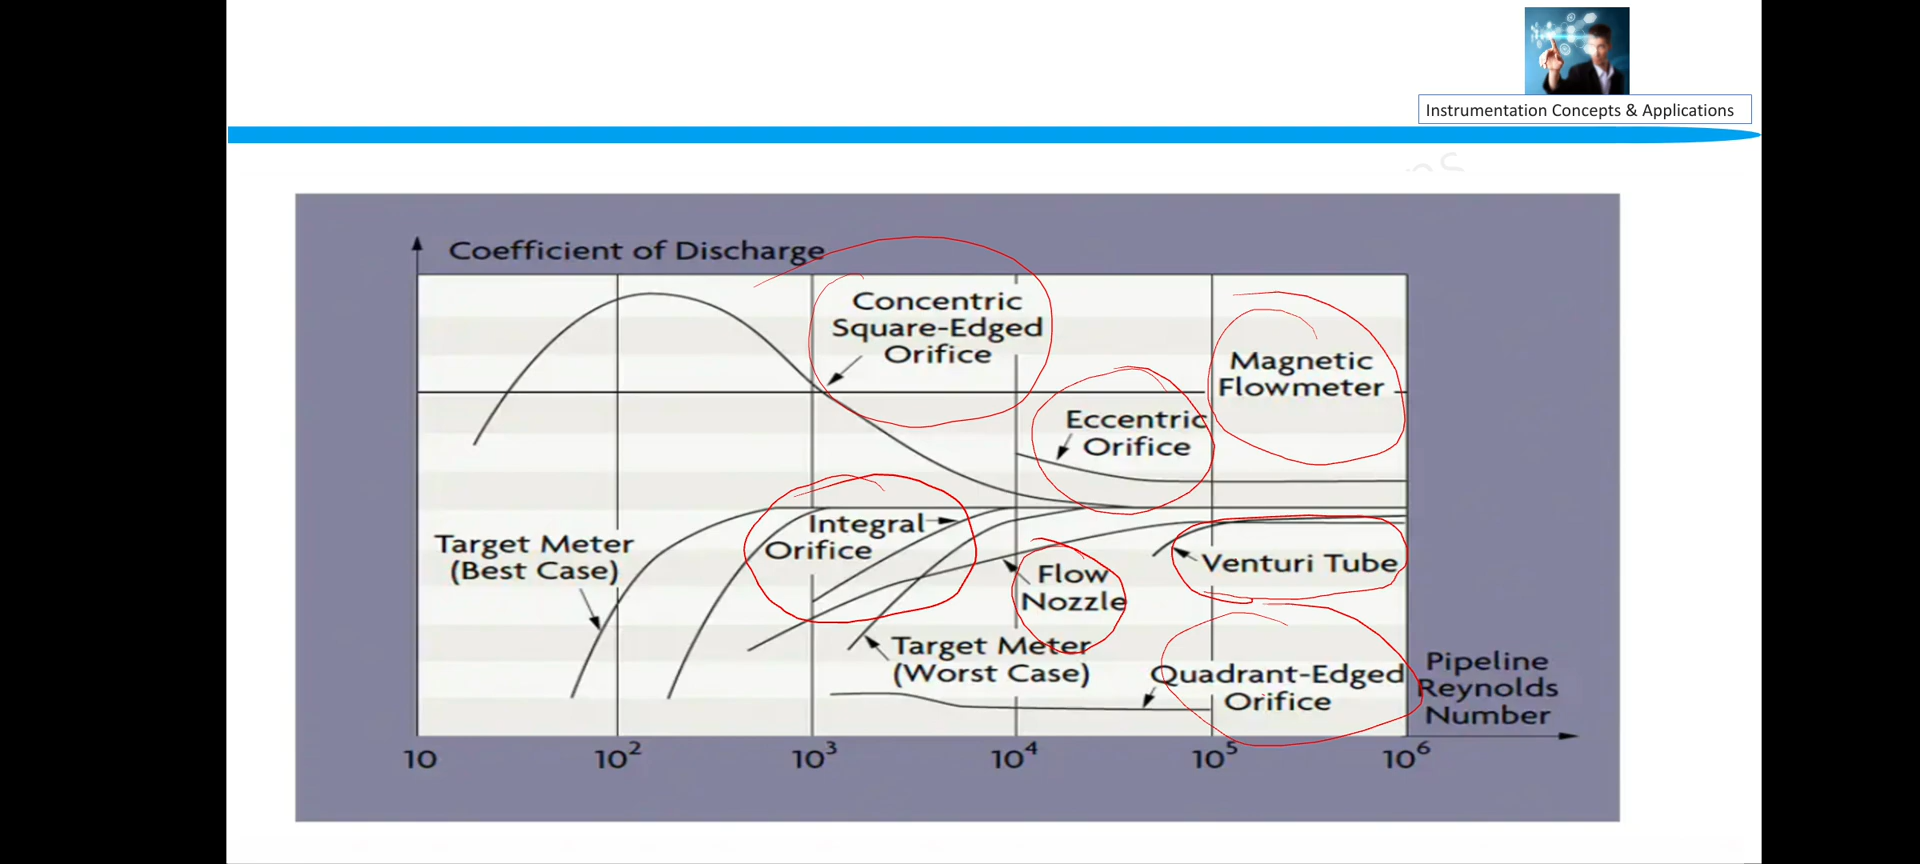 Instrumentation Concepts & Applications
Coefficient of Discharge
Concentric
Square-Edged
Orifice
Magnetic
Flowmeter
Eccentric
Orifice
Integral
Orifice
Target Meter
(Best Case)
Flow
Nozzle
Venturi Tube
Target Meter
(Worst Case)
Quadrant-Edged
Orifice
Pipeline
Reynolds
Number
10 10² 10³ 10⁴ 10⁵ 10⁶